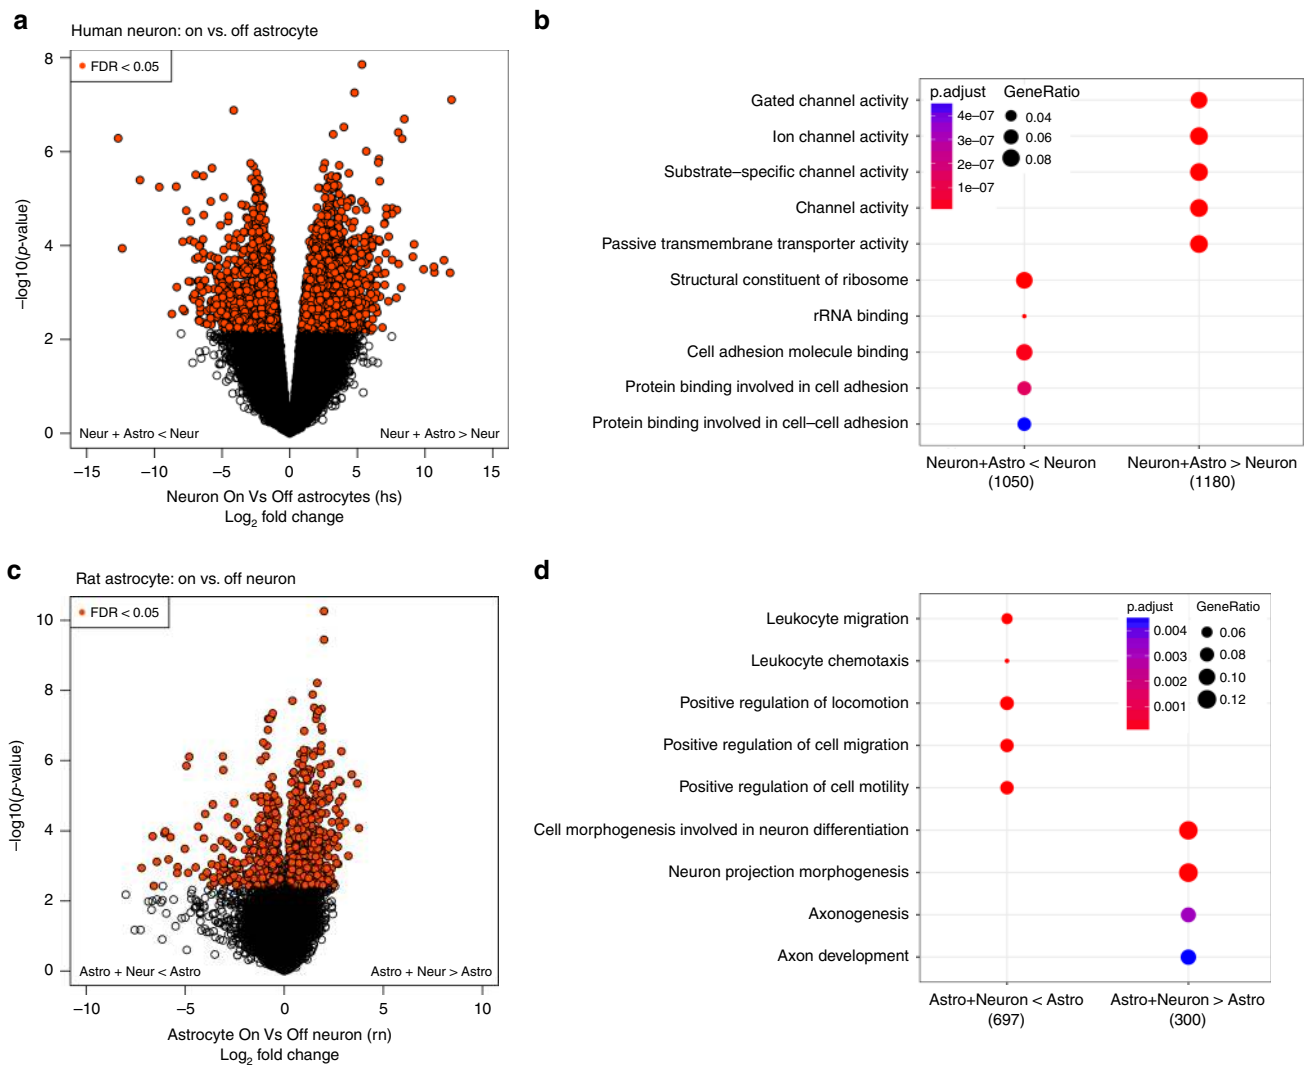 a
Human neuron: on vs. off astrocyte
FDR < 0.05
8
6
4
2
0
−log10(p-value)
Neur + Astro < Neur
Neur + Astro > Neur
−15
−10
−5
0
5
10
15
Neuron On Vs Off astrocytes (hs)
Log2 fold change
b
Gated channel activity
Ion channel activity
Substrate–specific channel activity
Channel activity
Passive transmembrane transporter activity
Structural constituent of ribosome
rRNA binding
Cell adhesion molecule binding
Protein binding involved in cell adhesion
Protein binding involved in cell–cell adhesion
p.adjust
4e–07
3e–07
2e–07
1e–07
GeneRatio
0.04
0.06
0.08
Neuron+Astro < Neuron
(1050)
Neuron+Astro > Neuron
(1180)
c
Rat astrocyte: on vs. off neuron
FDR < 0.05
10
8
6
4
2
0
−log10(p-value)
Astro + Neur < Astro
Astro + Neur > Astro
−10
−5
0
5
10
Astrocyte On Vs Off neuron (rn)
Log2 fold change
d
Leukocyte migration
Leukocyte chemotaxis
Positive regulation of locomotion
Positive regulation of cell migration
Positive regulation of cell motility
Cell morphogenesis involved in neuron differentiation
Neuron projection morphogenesis
Axonogenesis
Axon development
p.adjust
0.004
0.003
0.002
0.001
GeneRatio
0.06
0.08
0.10
0.12
Astro+Neuron < Astro
(697)
Astro+Neuron > Astro
(300)